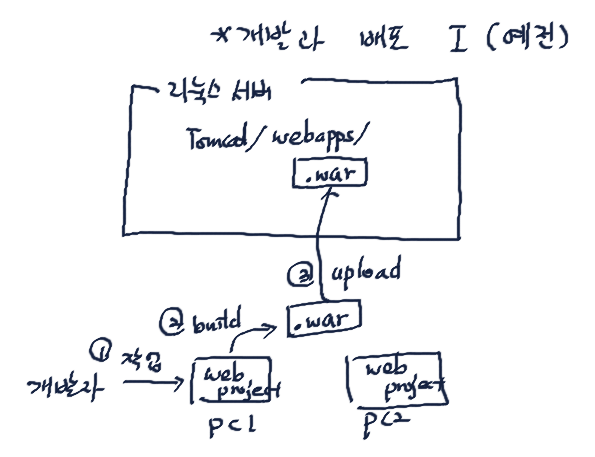 *개발과 배포 I (예전)
리눅스 서버
Tomcat/webapps/
.war
③ upload
② build
.war
① 작업
개발자
web project
PC1
web project
PC2